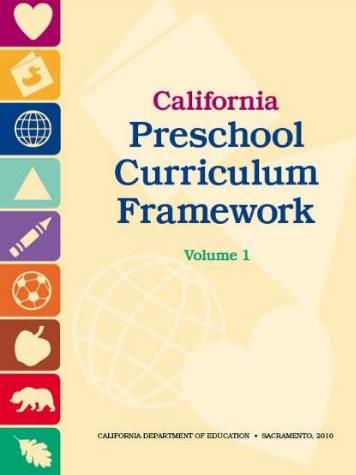 California
Preschool
Curriculum
Framework
Volume 1
CALIFORNIA DEPARTMENT OF EDUCATION • SACRAMENTO, 2010